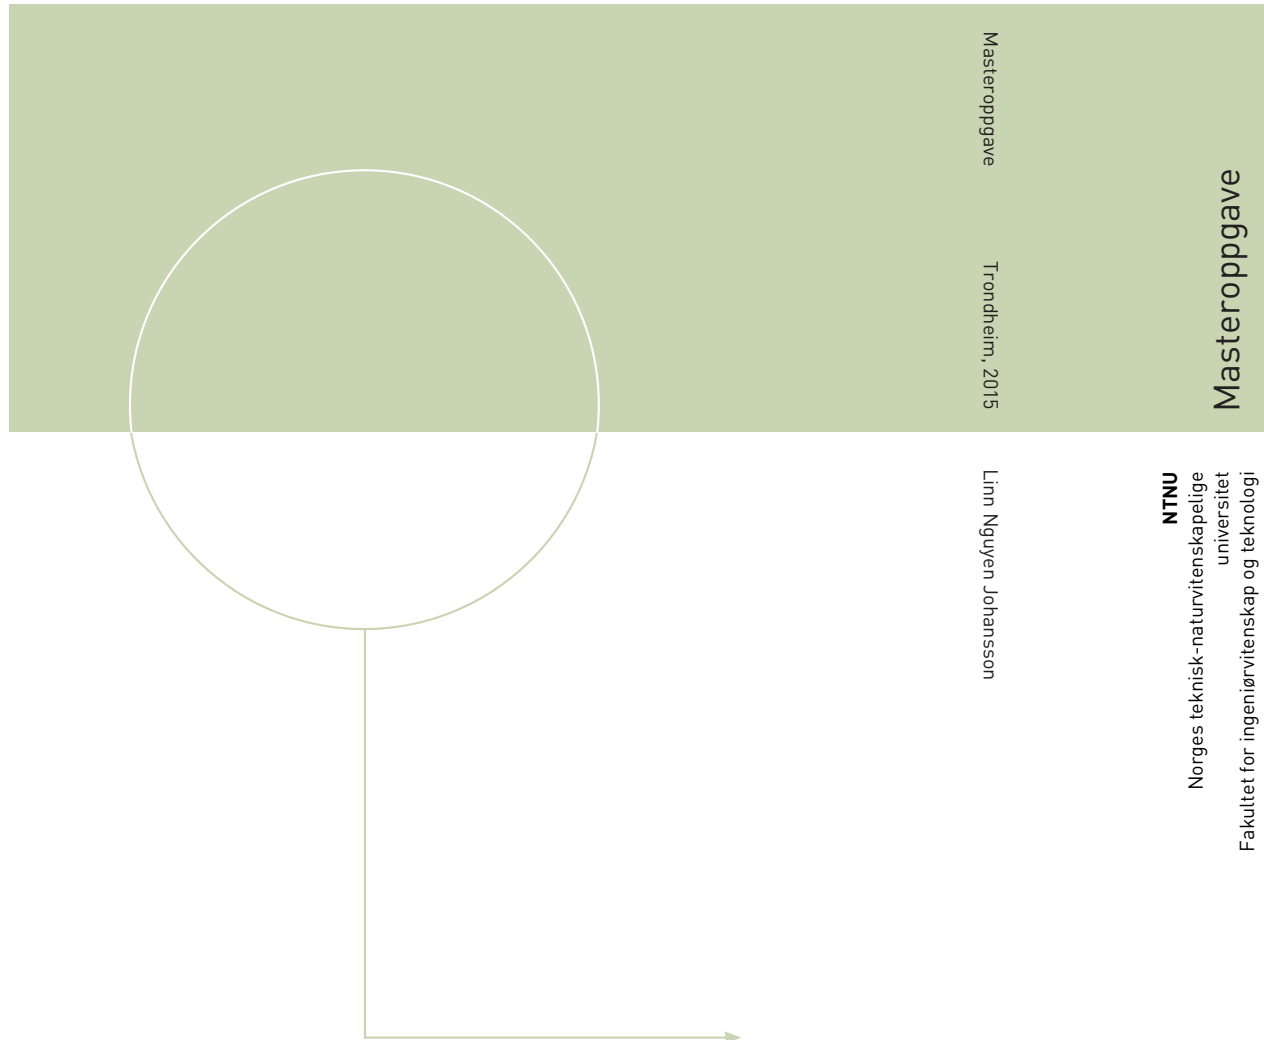 Masteroppgave
Trondheim, 2015
Linn Nguyen Johansson
Masteroppgave
NTNU
Norges teknisk-naturvitenskapelige
universitet
Fakultet for ingeniørvitenskap og teknologi